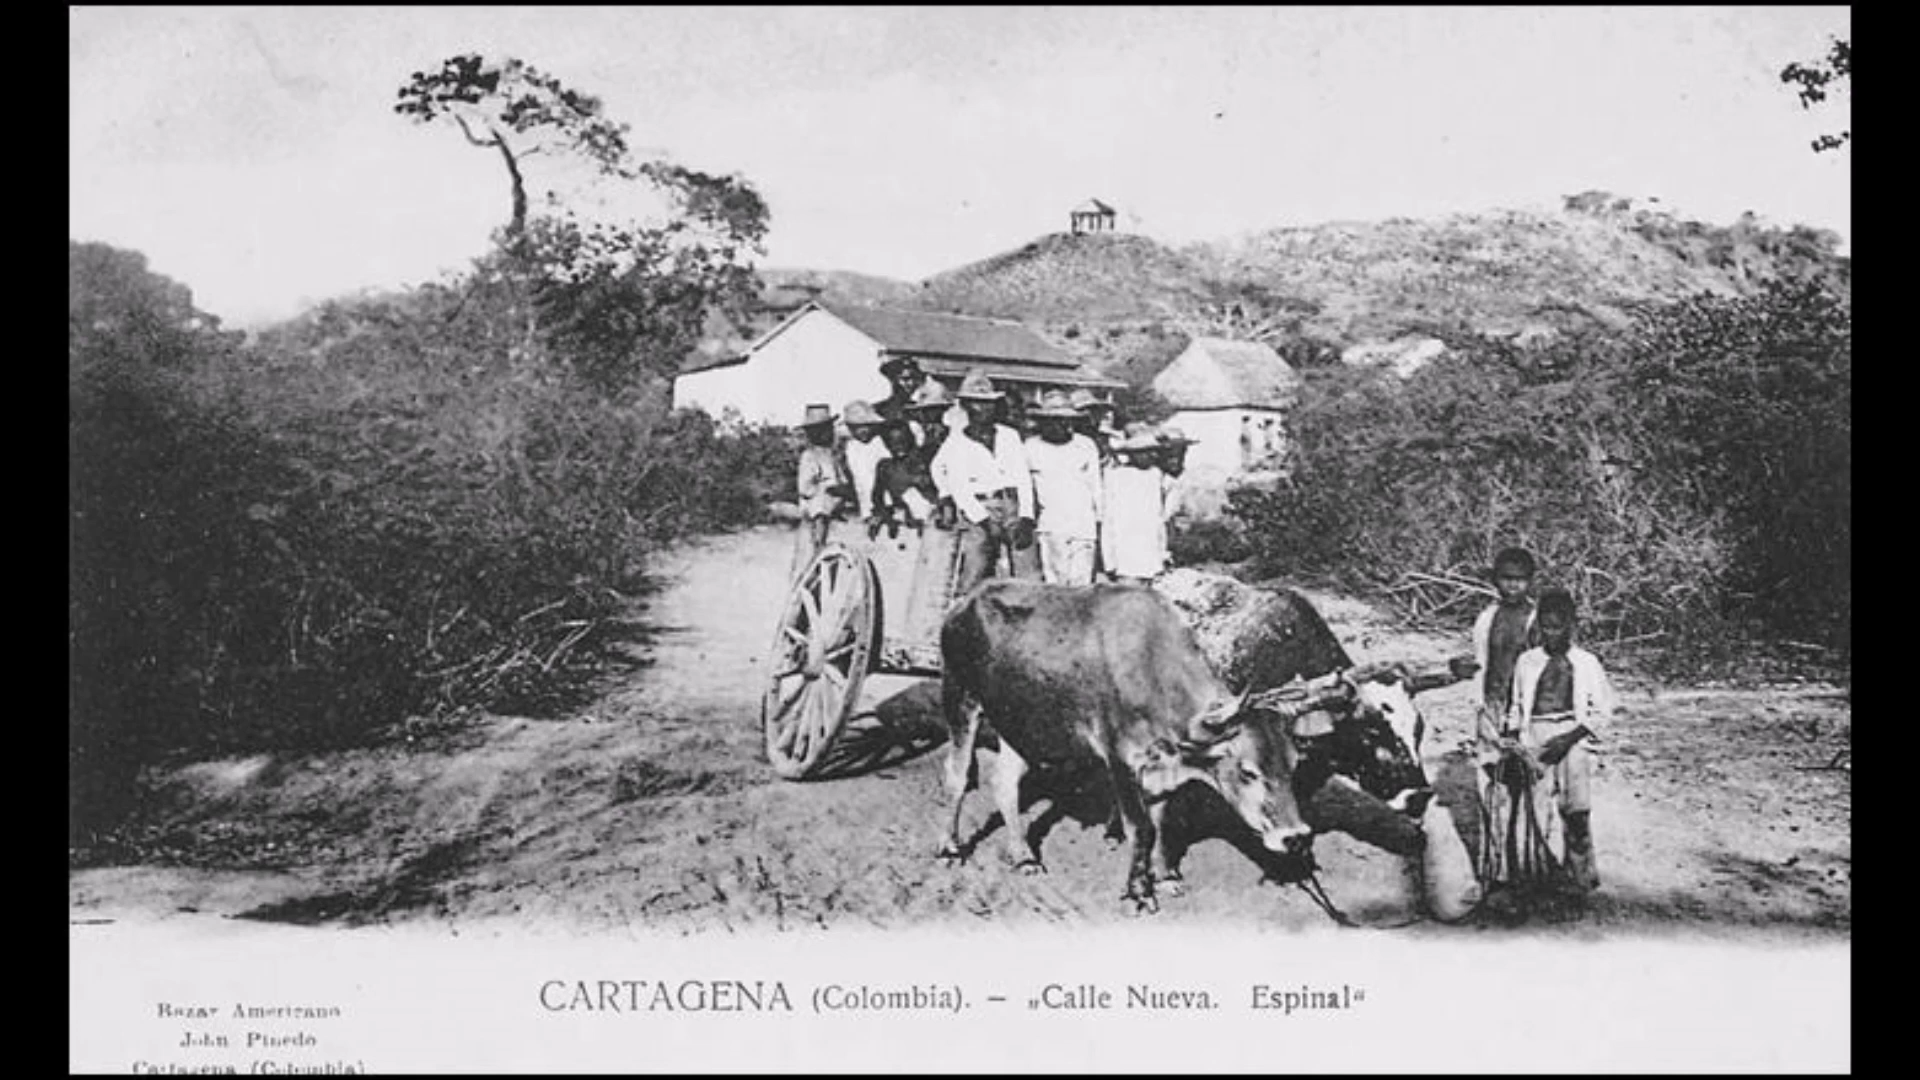 CARTAGENA (Colombia). – „Calle Nueva. Espinal“
Bazar Americano
John Pinedo
Cartagena (Colombia)